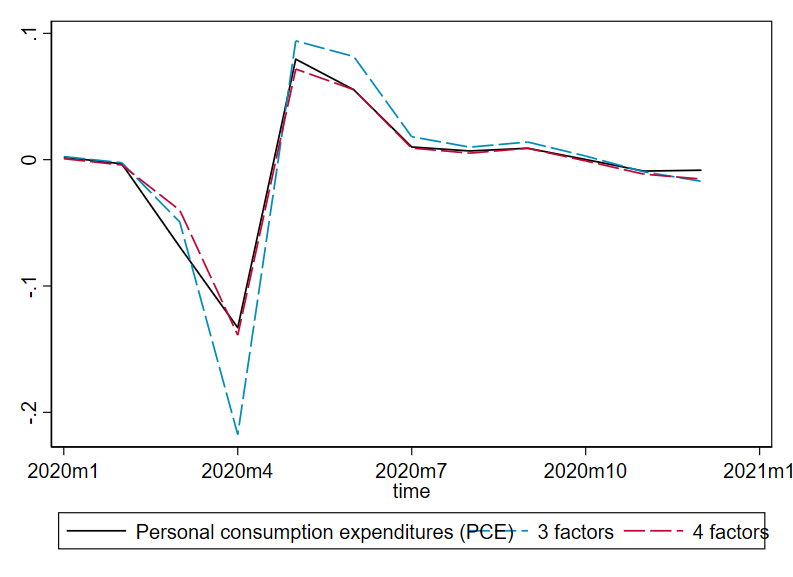 .1
0
-.1
-.2
2020m1 2020m4 2020m7 2020m10 2021m1
time
Personal consumption expenditures (PCE) 3 factors 4 factors